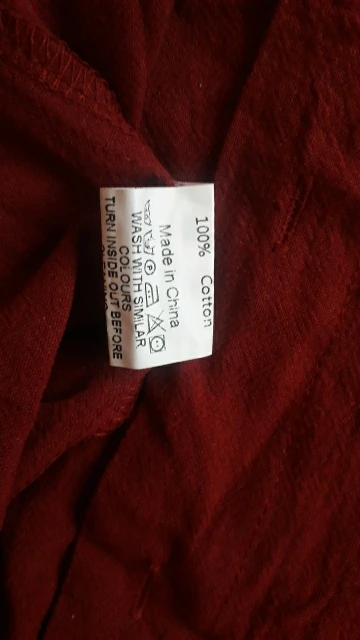 100% Cotton
Made in China
WASH WITH SIMILAR
COLOURS
TURN INSIDE OUT BEFORE